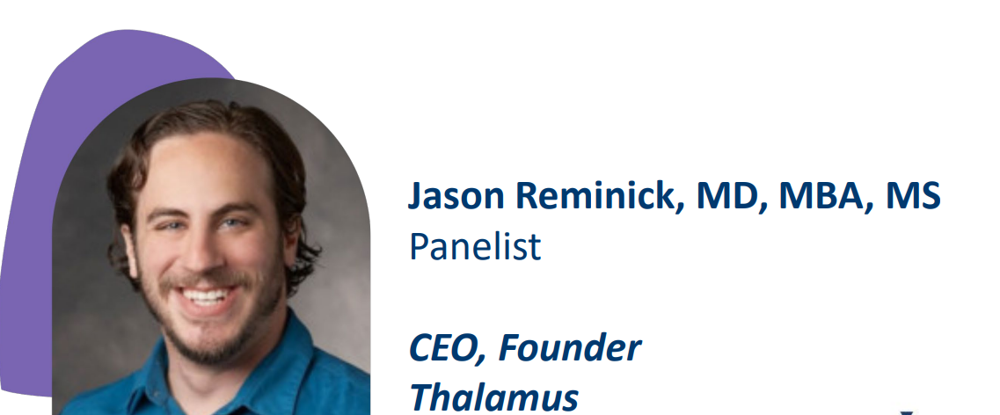 Jason Reminick, MD, MBA, MS
Panelist
CEO, Founder
Thalamus